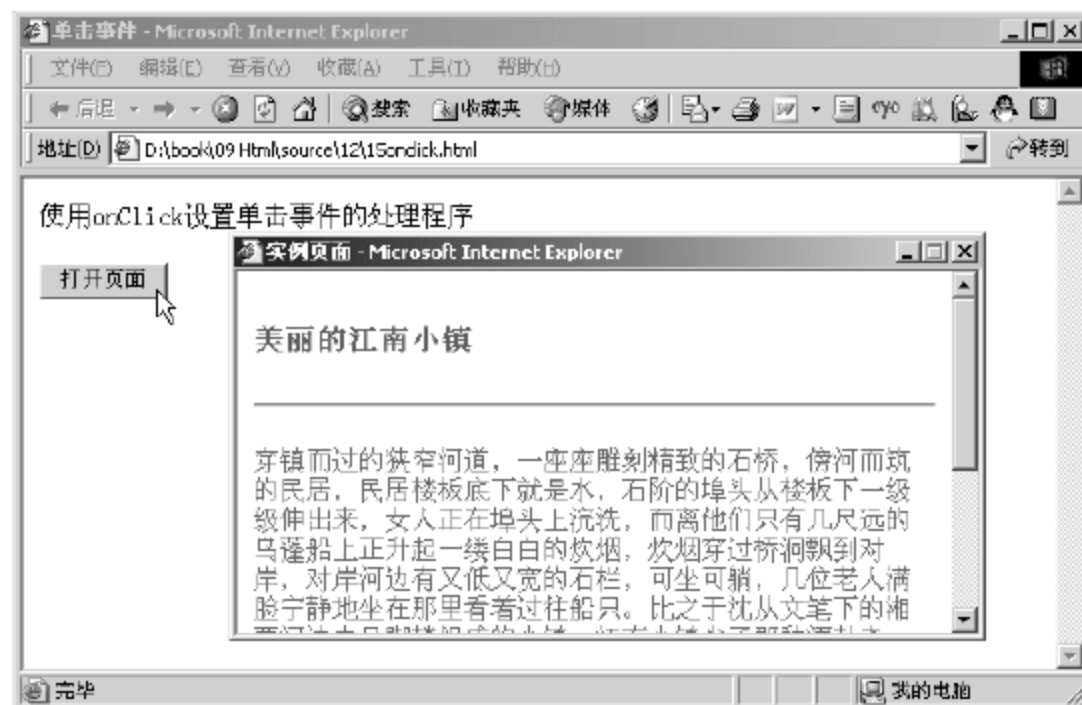 单击事件 - Microsoft Internet Explorer
文件(F) 编辑(E) 查看(V) 收藏(A) 工具(T) 帮助(H)
后退 搜索 收藏夹 媒体
地址(D) D:\book\09 Html\source\12\15onclick.html 转到
使用onClick设置单击事件的处理程序
打开页面
实例页面 - Microsoft Internet Explorer
美丽的江南小镇
穿镇而过的狭窄河道，一座座雕刻精致的石桥，傍河而筑
的民居，民居楼板底下就是水，石阶的埠头从楼板下一级
级伸出来，女人正在埠头上浣洗，而离他们只有几尺远的
乌蓬船上正升起一缕白白的炊烟，炊烟穿过桥洞飘到对
岸，对岸河边有又低又宽的石栏，可坐可躺，几位老人满
脸宁静地坐在那里看着过往船只。比之于沈从文笔下的湘
完毕 我的电脑